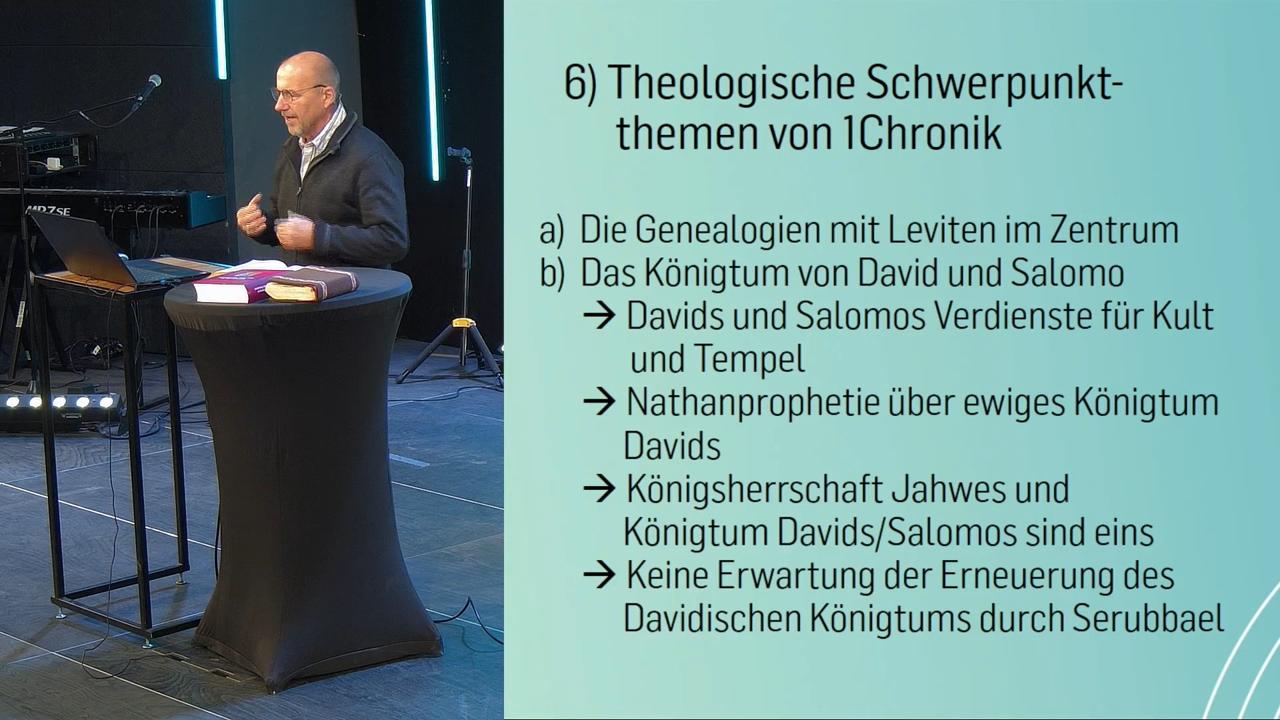 6) Theologische Schwerpunkt-
themen von 1Chronik
a) Die Genealogien mit Leviten im Zentrum
b) Das Königtum von David und Salomo
→ Davids und Salomos Verdienste für Kult
und Tempel
→ Nathanprophetie über ewiges Königtum
Davids
→ Königsherrschaft Jahwes und
Königtum Davids/Salomos sind eins
→ Keine Erwartung der Erneuerung des
Davidischen Königtums durch Serubbael